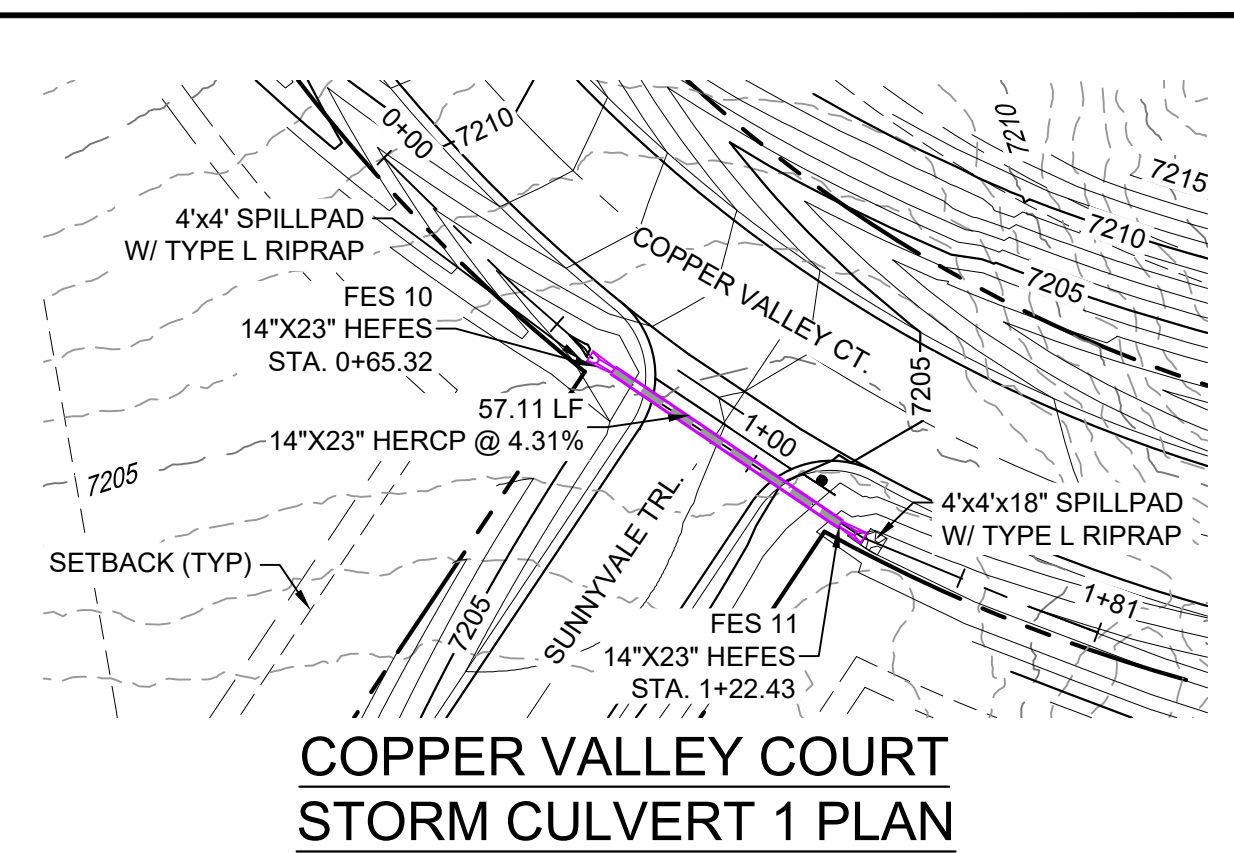 0+00
7210
7210
7215
7210
4'x4' SPILLPAD
W/ TYPE L RIPRAP
COPPER VALLEY CT.
7205
FES 10
14"X23" HEFES
STA. 0+65.32
7205
57.11 LF
14"X23" HERCP @ 4.31%
1+00
7205
4'x4'x18" SPILLPAD
W/ TYPE L RIPRAP
SETBACK (TYP)
SUNNYVALE TRL.
7205
1+81
FES 11
14"X23" HEFES
STA. 1+22.43
COPPER VALLEY COURT
STORM CULVERT 1 PLAN